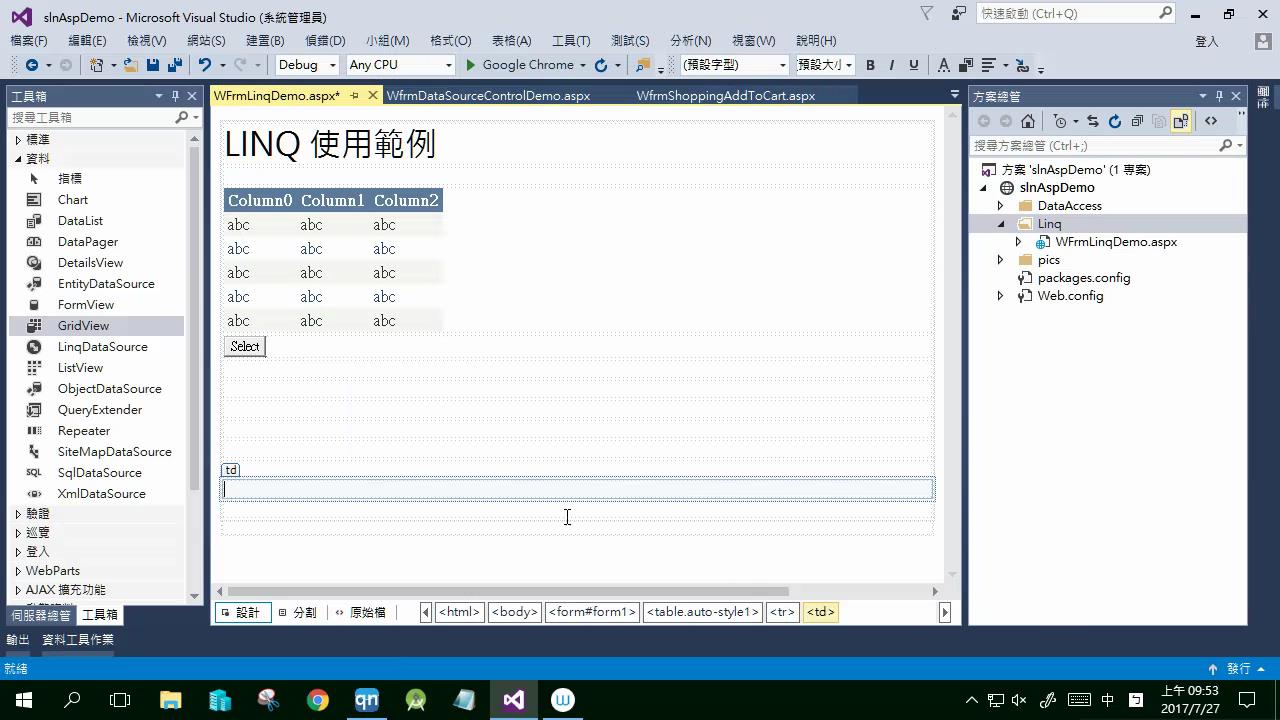 slnAspDemo - Microsoft Visual Studio (系統管理員)
快速啟動 (Ctrl+Q)
檔案(F) 編輯(E) 檢視(V) 網站(S) 建置(B) 偵錯(D) 小組(M) 格式(O) 表格(A) 工具(T) 測試(S) 分析(N) 視窗(W) 說明(H) 登入
Debug Any CPU Google Chrome (預設字型) 預設大小 B I U A
工具箱
搜尋工具箱
標準
資料
指標
Chart
DataList
DataPager
DetailsView
EntityDataSource
FormView
GridView
LinqDataSource
ListView
ObjectDataSource
QueryExtender
Repeater
SiteMapDataSource
SQL SqlDataSource
XmlDataSource
驗證
巡覽
登入
WebParts
AJAX 擴充功能
伺服器總管 工具箱
WFrmLinqDemo.aspx* WfrmDataSourceControlDemo.aspx WfrmShoppingAddToCart.aspx
LINQ 使用範例
Column0 Column1 Column2
abc abc abc
abc abc abc
abc abc abc
abc abc abc
abc abc abc
Select
td
設計 分割 原始檔 <html> <body> <form#form1> <table.auto-style1> <tr> <td>
方案總管
搜尋方案總管 (Ctrl+;)
方案 'slnAspDemo' (1 專案)
slnAspDemo
DataAccess
Linq
WFrmLinqDemo.aspx
pics
packages.config
Web.config
輸出 資料工具作業
就緒 發行
qn W 中
上午 09:53
2017/7/27